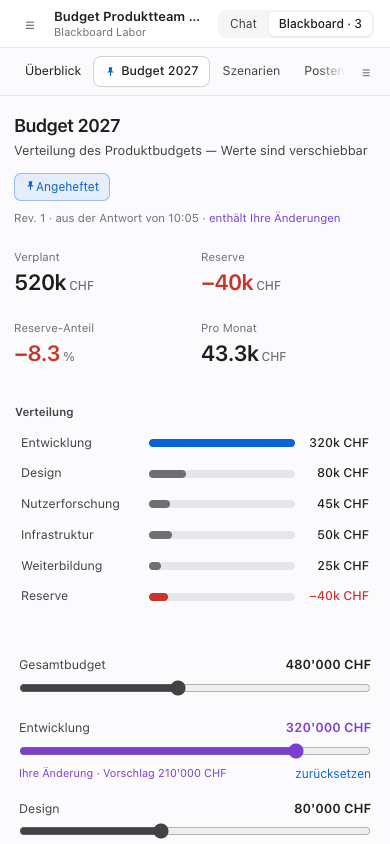 Budget Produktteam ...
Blackboard Labor
Chat
Blackboard · 3
Überblick
Budget 2027
Szenarien
Posten
Budget 2027
Verteilung des Produktbudgets — Werte sind verschiebbar
Angeheftet
Rev. 1 · aus der Antwort von 10:05 · enthält Ihre Änderungen
Verplant
Reserve
520k CHF
−40k CHF
Reserve-Anteil
Pro Monat
−8.3 %
43.3k CHF
Verteilung
Entwicklung 320k CHF
Design 80k CHF
Nutzerforschung 45k CHF
Infrastruktur 50k CHF
Weiterbildung 25k CHF
Reserve −40k CHF
Gesamtbudget 480'000 CHF
Entwicklung 320'000 CHF
Ihre Änderung · Vorschlag 210'000 CHF zurücksetzen
Design 80'000 CHF